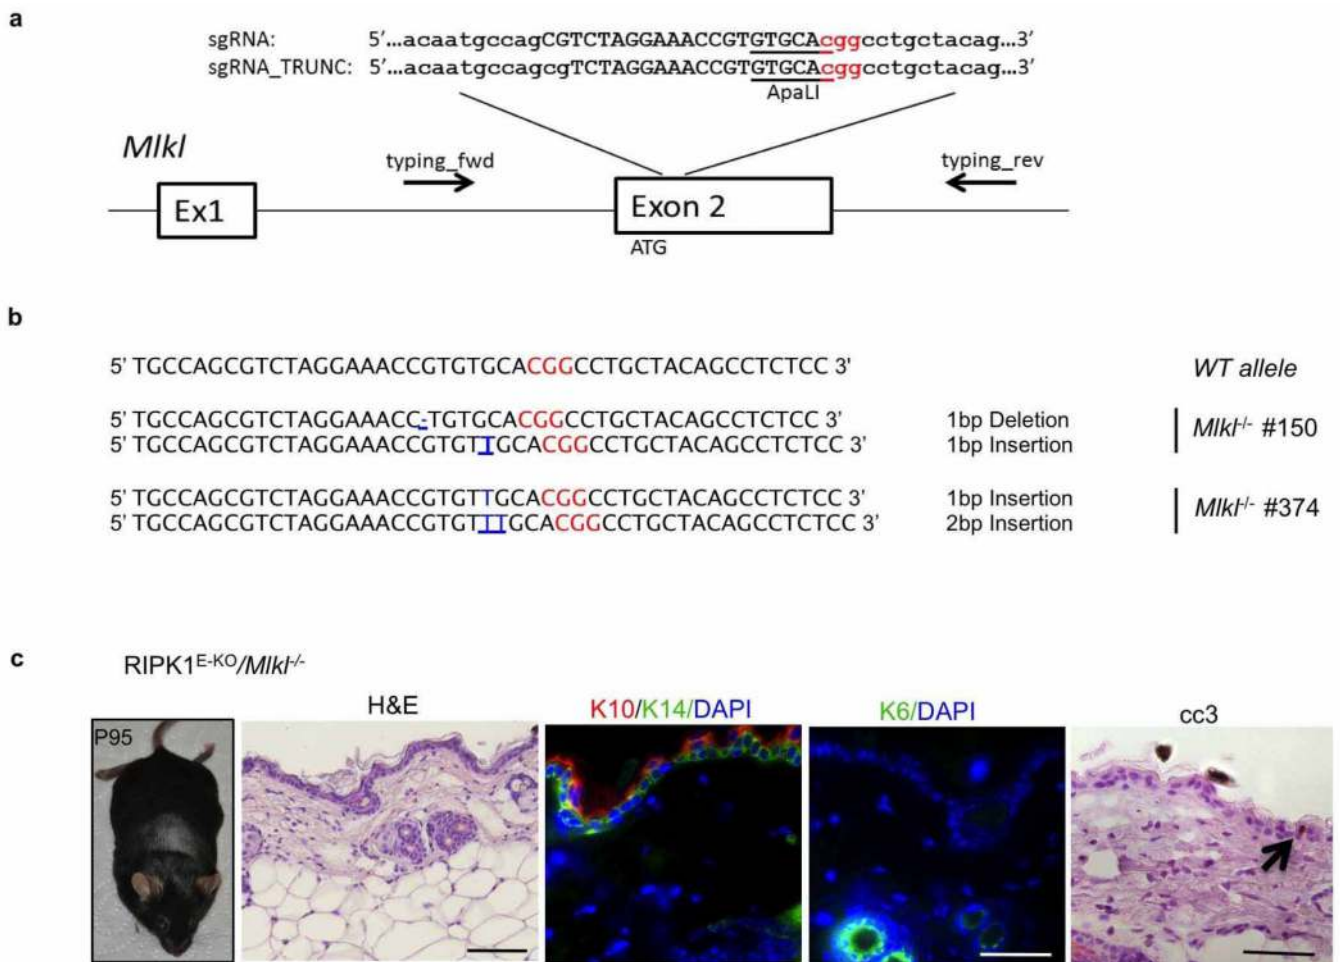 a
sgRNA: 5’…acaatgccagCGTCTAGGAAACCGTGTGCAcggcctgctacag…3’
sgRNA_TRUNC: 5’…acaatgccagcgTCTAGGAAACCGTGTGCAcggcctgctacag…3’
ApaLI
Mlkl
typing_fwd typing_rev
Ex1 Exon 2
ATG
b
5' TGCCAGCGTCTAGGAAACCGTGTGCACGGCCTGCTACAGCCTCTCC 3' WT allele
5' TGCCAGCGTCTAGGAAACC-TGTGCACGGCCTGCTACAGCCTCTCC 3' 1bp Deletion
5' TGCCAGCGTCTAGGAAACCGTGTTGCACGGCCTGCTACAGCCTCTCC 3' 1bp Insertion
Mlkl-/- #150
5' TGCCAGCGTCTAGGAAACCGTGTTGCACGGCCTGCTACAGCCTCTCC 3' 1bp Insertion
5' TGCCAGCGTCTAGGAAACCGTGTTTGCACGGCCTGCTACAGCCTCTCC 3' 2bp Insertion
Mlkl-/- #374
c
RIPK1E-KO/Mlkl-/-
P95
H&E
K10/K14/DAPI
K6/DAPI
cc3